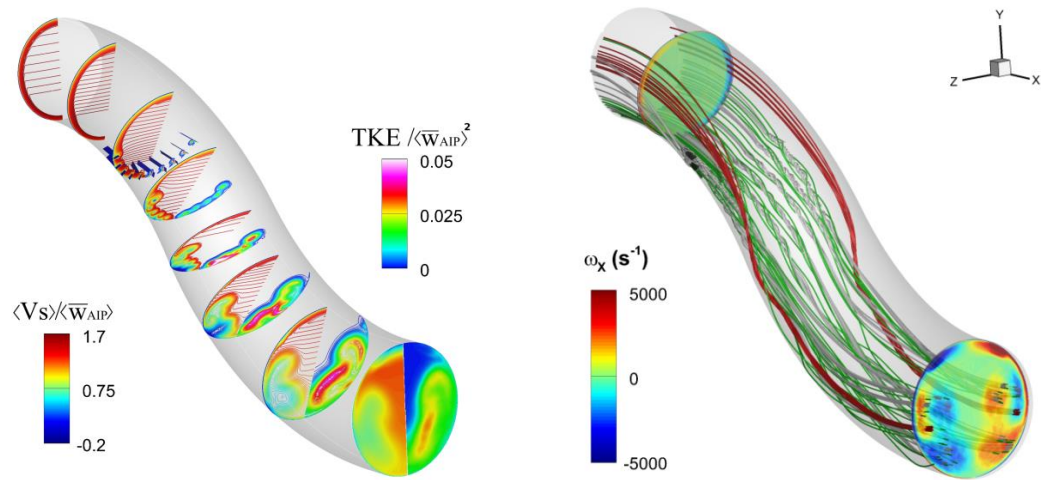 TKE /⟨w̅AIP⟩²
0.05
0.025
0
⟨Vs⟩/⟨w̅AIP⟩
1.7
0.75
-0.2
Y
Z
X
ωX (s⁻¹)
5000
0
-5000